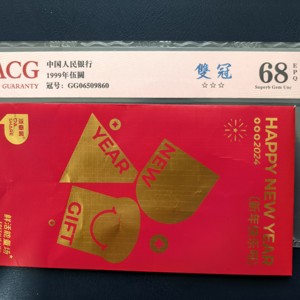 ACG
GUARANTY
中国人民银行
1999年伍圆
冠号：GG06509860
雙冠
☆☆☆
68
EPQ
Superb Gem Unc
HAPPY NEW YEAR
2024
NEW
YEAR
GIFT